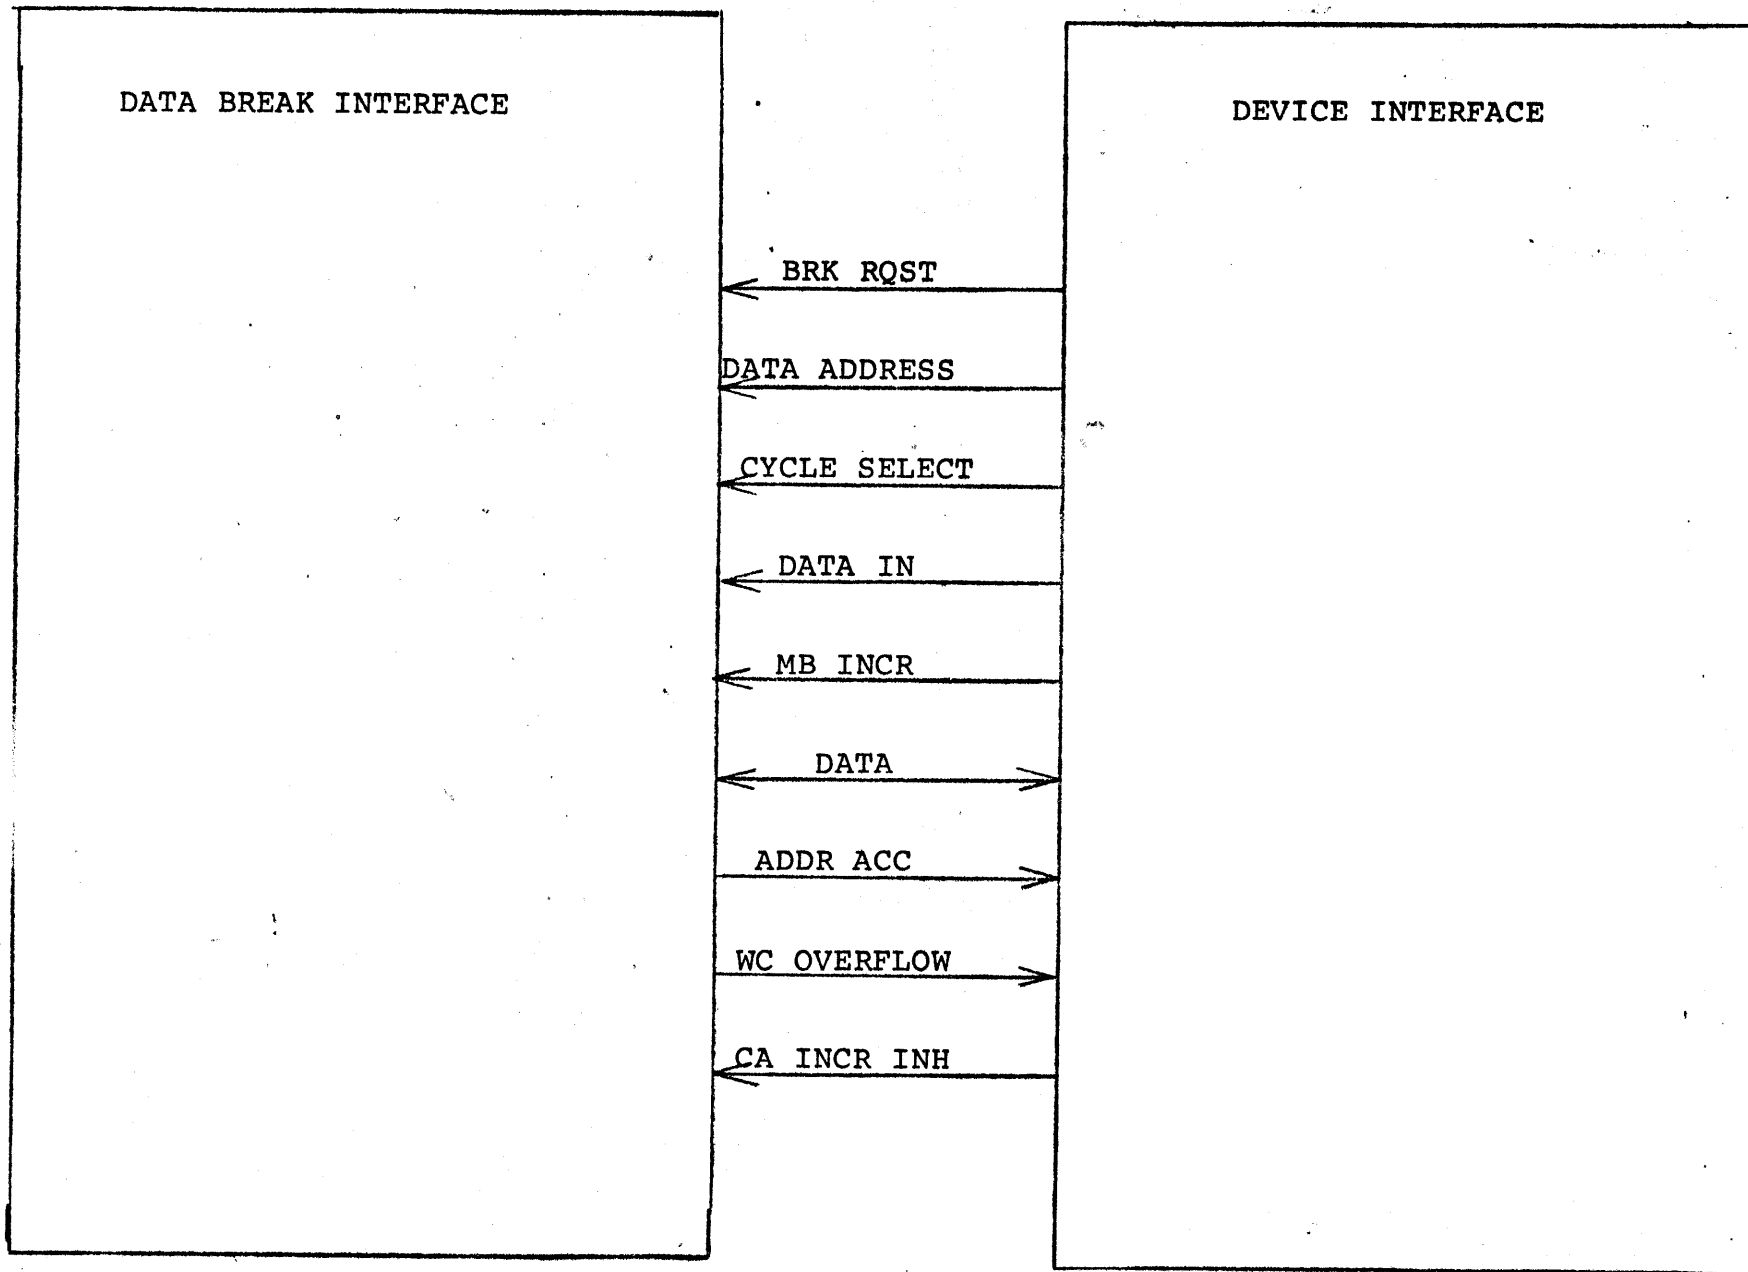 DATA BREAK INTERFACE
DEVICE INTERFACE
BRK RQST
DATA ADDRESS
CYCLE SELECT
DATA IN
MB INCR
DATA
ADDR ACC
WC OVERFLOW
CA INCR INH